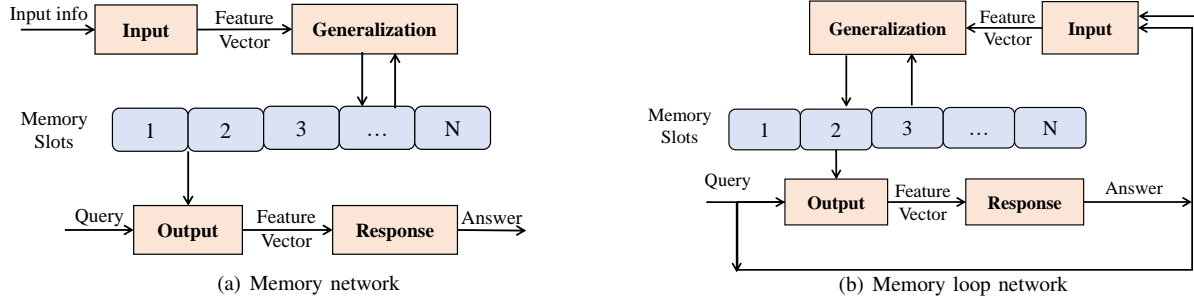 Input info
Input
Feature
Vector
Generalization
Memory
Slots
1 2 3 … N
Query
Output
Feature
Vector
Response
Answer
(a) Memory network
Generalization
Feature
Vector
Input
Memory
Slots
1 2 3 … N
Query
Output
Feature
Vector
Response
Answer
(b) Memory loop network